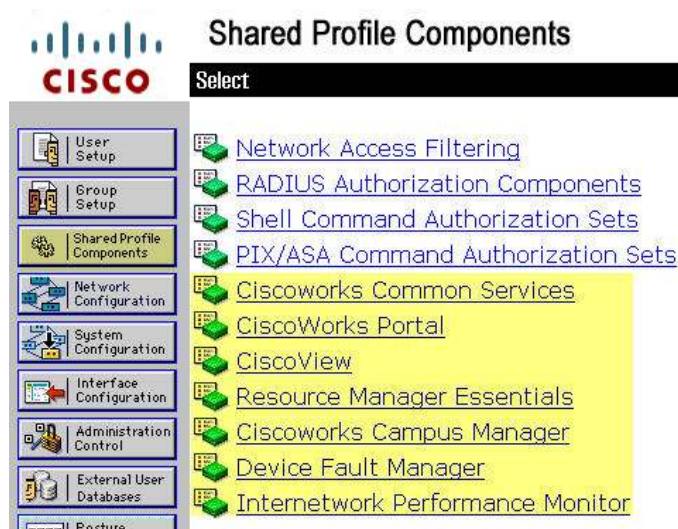 CISCO
Shared Profile Components
Select
User
Setup
Group
Setup
Shared Profile
Components
Network
Configuration
System
Configuration
Interface
Configuration
Administration
Control
External User
Databases
Posture
Network Access Filtering
RADIUS Authorization Components
Shell Command Authorization Sets
PIX/ASA Command Authorization Sets
Ciscoworks Common Services
CiscoWorks Portal
CiscoView
Resource Manager Essentials
Ciscoworks Campus Manager
Device Fault Manager
Internetwork Performance Monitor